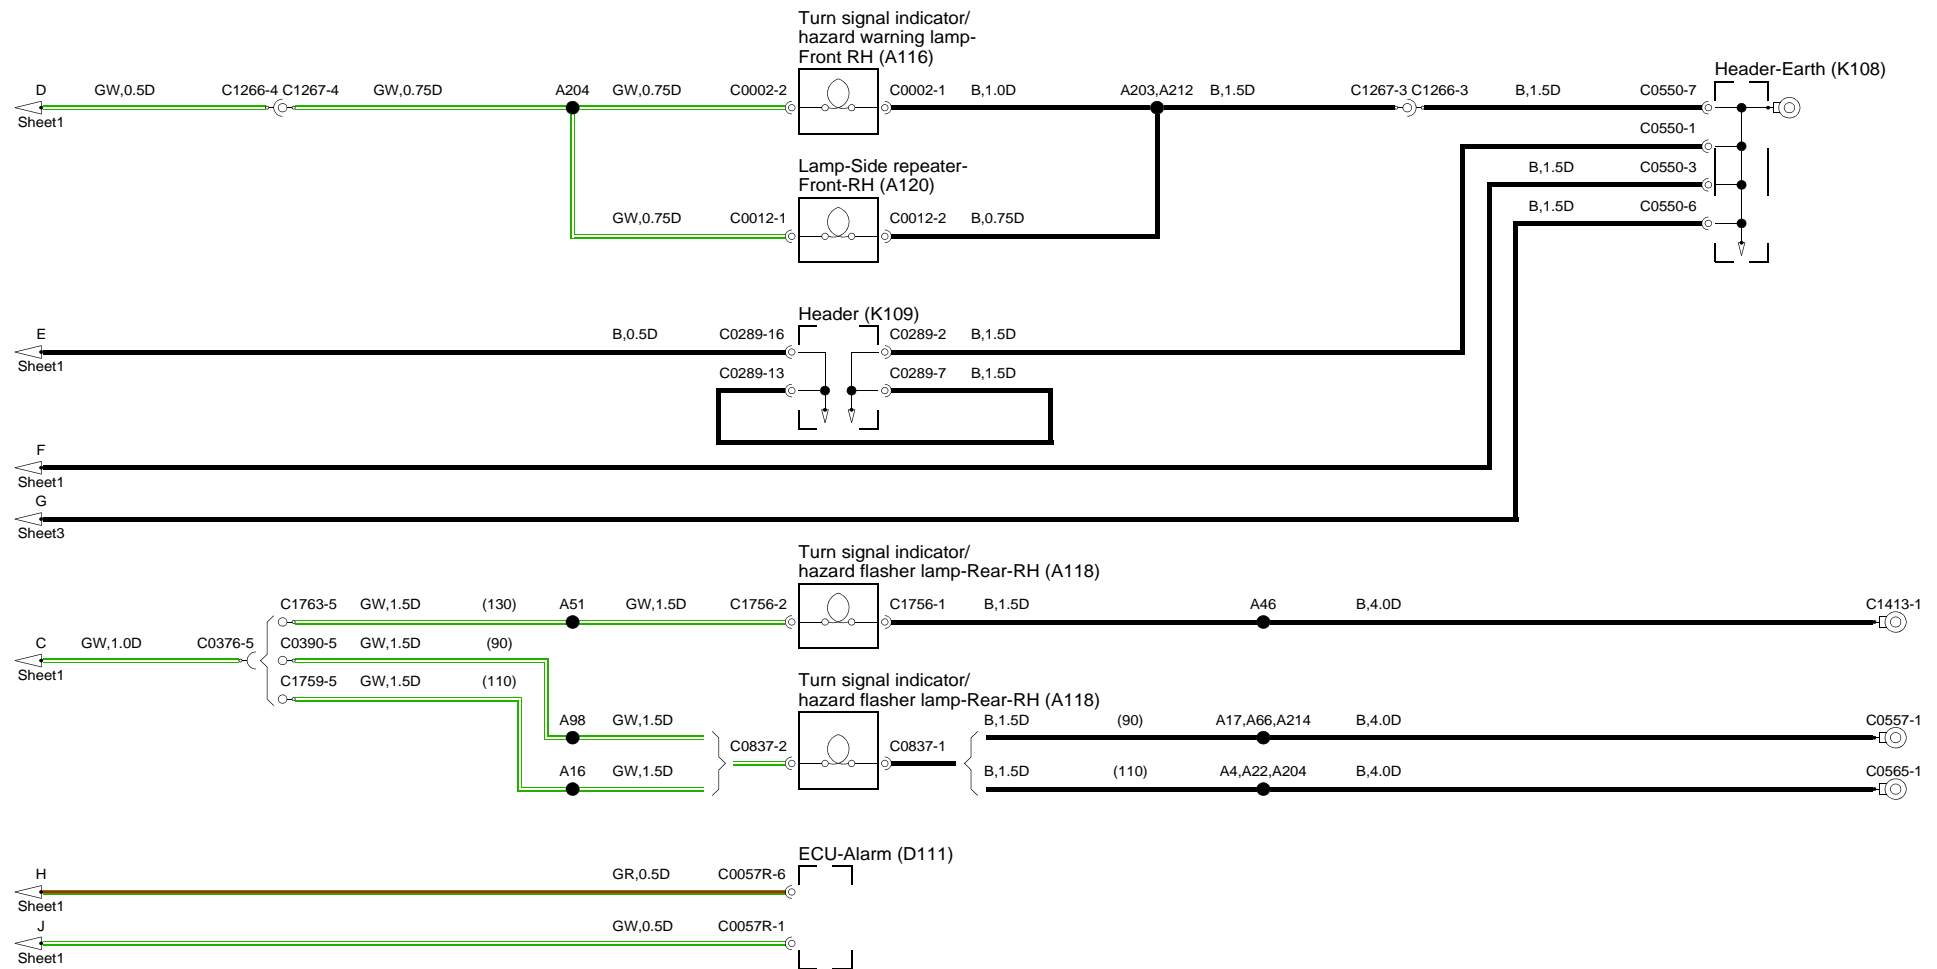 Turn signal indicator/
hazard warning lamp-
Front RH (A116)
Header-Earth (K108)
D GW,0.5D C1266-4 C1267-4 GW,0.75D A204 GW,0.75D C0002-2 C0002-1 B,1.0D A203,A212 B,1.5D C1267-3 C1266-3 B,1.5D C0550-7
Sheet1
C0550-1
Lamp-Side repeater-
Front-RH (A120)
B,1.5D C0550-3
B,1.5D C0550-6
GW,0.75D C0012-1 C0012-2 B,0.75D
Header (K109)
E B,0.5D C0289-16 C0289-2 B,1.5D
Sheet1
C0289-13 C0289-7 B,1.5D
F
Sheet1
G
Sheet3
Turn signal indicator/
hazard flasher lamp-Rear-RH (A118)
C1763-5 GW,1.5D (130) A51 GW,1.5D C1756-2 C1756-1 B,1.5D A46 B,4.0D C1413-1
C GW,1.0D C0376-5 C0390-5 GW,1.5D (90)
Sheet1
C1759-5 GW,1.5D (110)
Turn signal indicator/
hazard flasher lamp-Rear-RH (A118)
A98 GW,1.5D B,1.5D (90) A17,A66,A214 B,4.0D C0557-1
C0837-2 C0837-1
A16 GW,1.5D B,1.5D (110) A4,A22,A204 B,4.0D C0565-1
ECU-Alarm (D111)
H GR,0.5D C0057R-6
Sheet1
J GW,0.5D C0057R-1
Sheet1